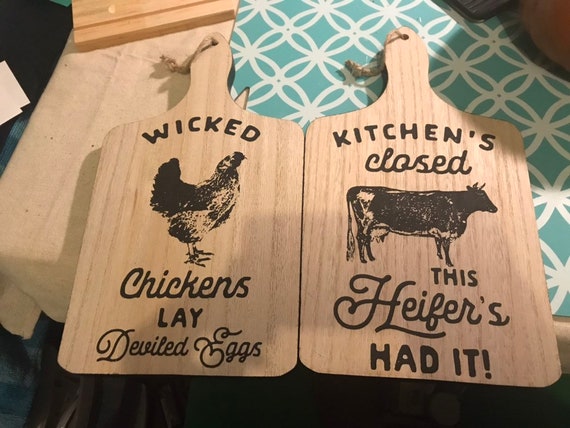 WICKED
Chickens
LAY
Deviled Eggs
KITCHEN'S
closed
THIS
Heifer's
HAD IT!